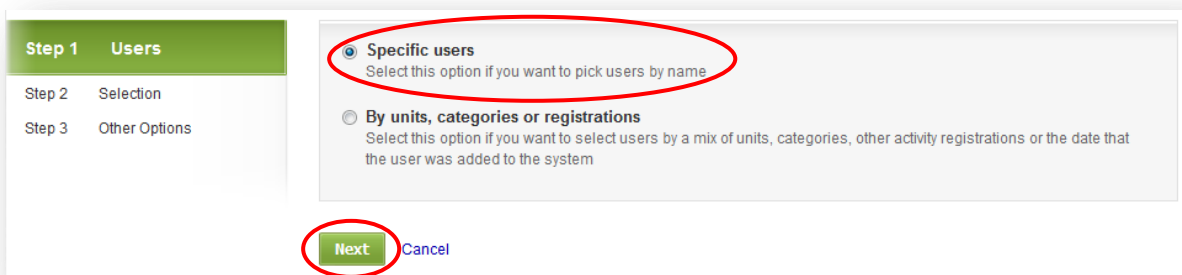 Step 1 Users
Step 2 Selection
Step 3 Other Options
Specific users
Select this option if you want to pick users by name
By units, categories or registrations
Select this option if you want to select users by a mix of units, categories, other activity registrations or the date that
the user was added to the system
Next Cancel